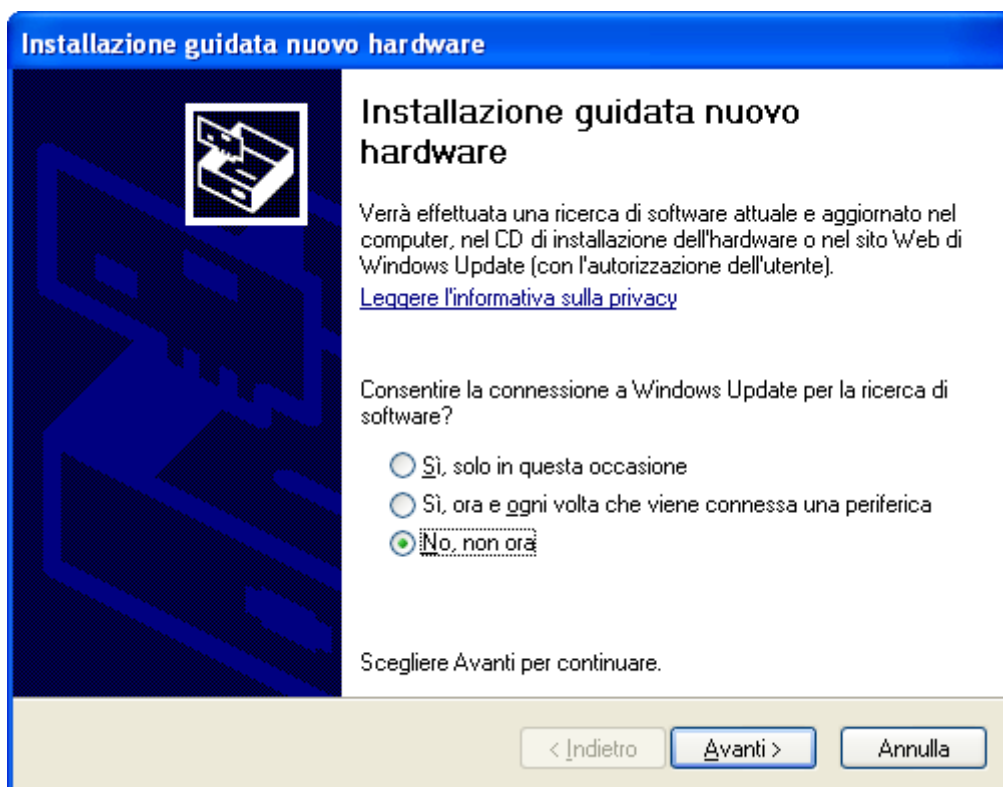 Installazione guidata nuovo hardware
Installazione guidata nuovo
hardware
Verrà effettuata una ricerca di software attuale e aggiornato nel
computer, nel CD di installazione dell'hardware o nel sito Web di
Windows Update (con l'autorizzazione dell'utente).
Leggere l'informativa sulla privacy
Consentire la connessione a Windows Update per la ricerca di
software?
Sì, solo in questa occasione
Sì, ora e ogni volta che viene connessa una periferica
No, non ora
Scegliere Avanti per continuare.
< Indietro Avanti > Annulla